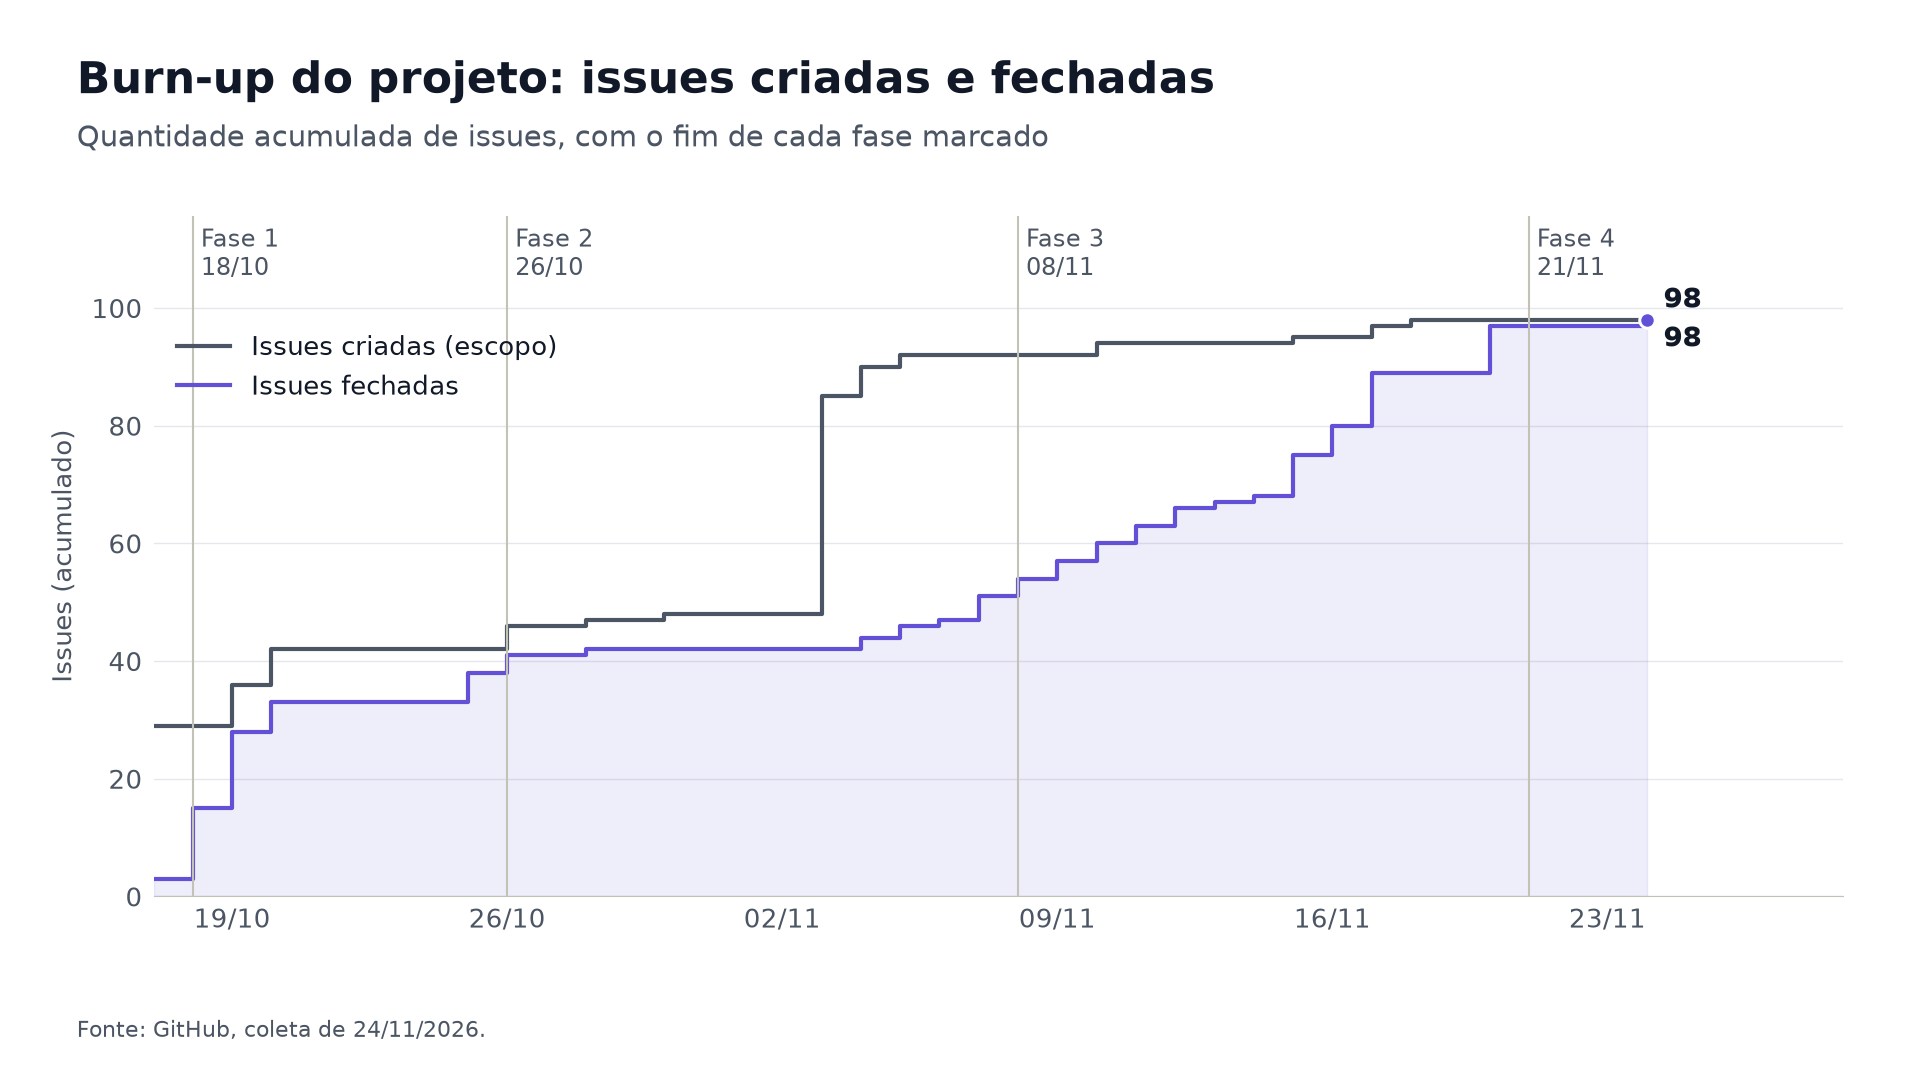 Burn-up do projeto: issues criadas e fechadas
Quantidade acumulada de issues, com o fim de cada fase marcado
Fase 1
18/10
Fase 2
26/10
Fase 3
08/11
Fase 4
21/11
98
98
Issues criadas (escopo)
Issues fechadas
Issues (acumulado)
100
80
60
40
20
0
19/10
26/10
02/11
09/11
16/11
23/11
Fonte: GitHub, coleta de 24/11/2026.